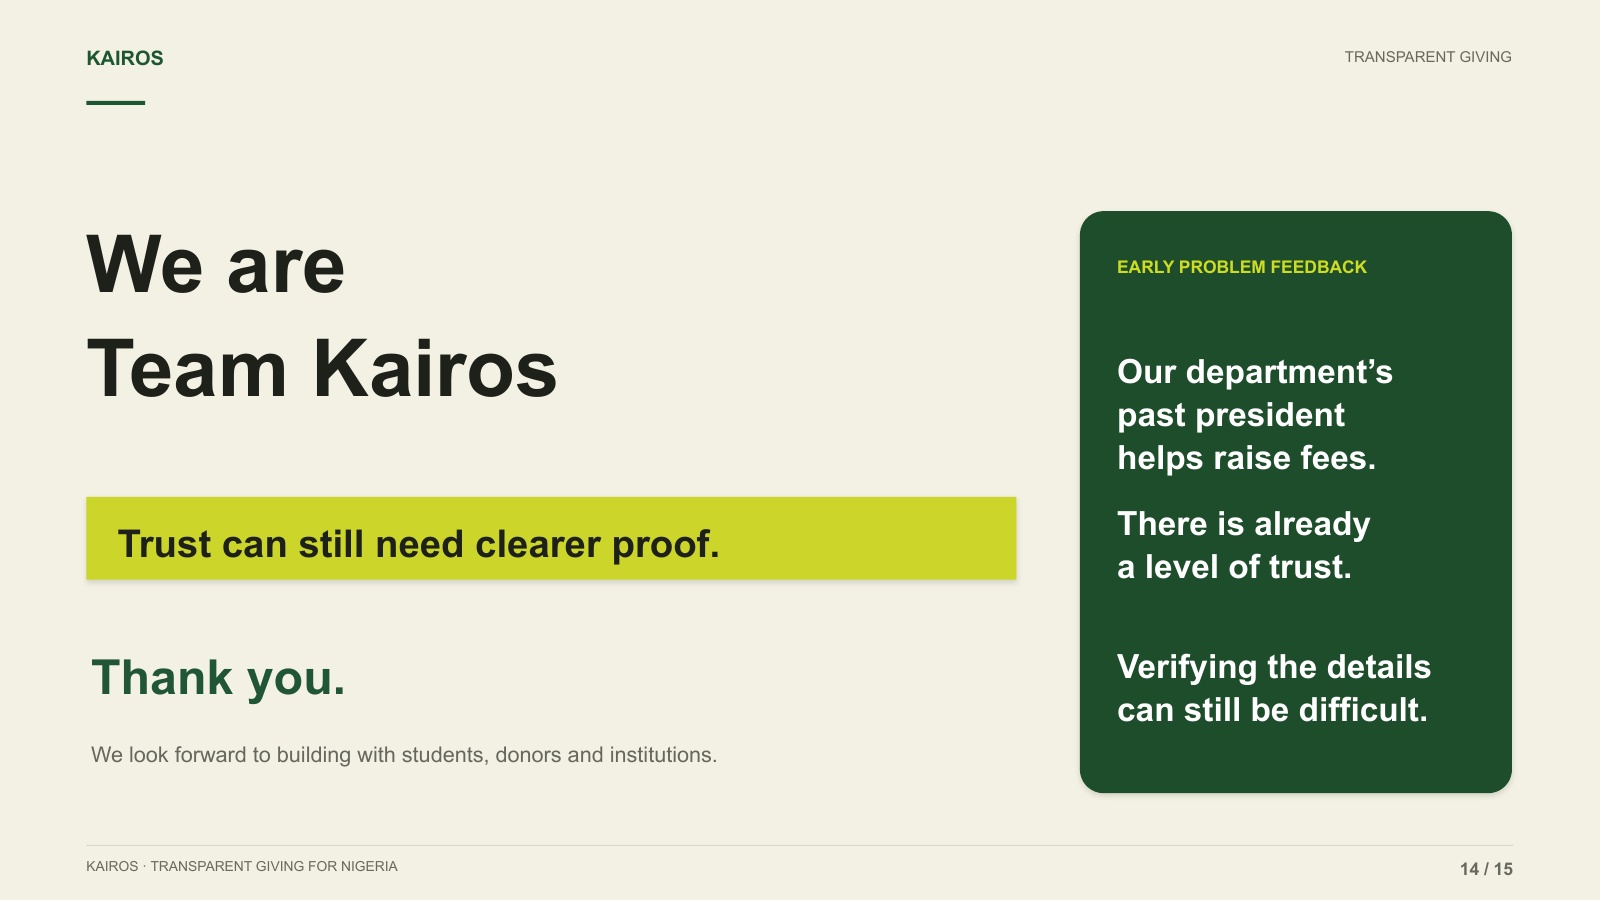 KAIROS
TRANSPARENT GIVING
We are
Team Kairos
Trust can still need clearer proof.
Thank you.
We look forward to building with students, donors and institutions.
EARLY PROBLEM FEEDBACK
Our department’s
past president
helps raise fees.
There is already
a level of trust.
Verifying the details
can still be difficult.
KAIROS · TRANSPARENT GIVING FOR NIGERIA
14 / 15